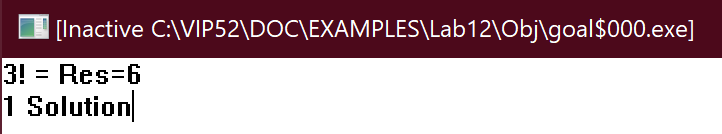 [Inactive C:\VIP52\DOC\EXAMPLES\Lab12\Obj\goal$000.exe]
3! = Res=6
1 Solution